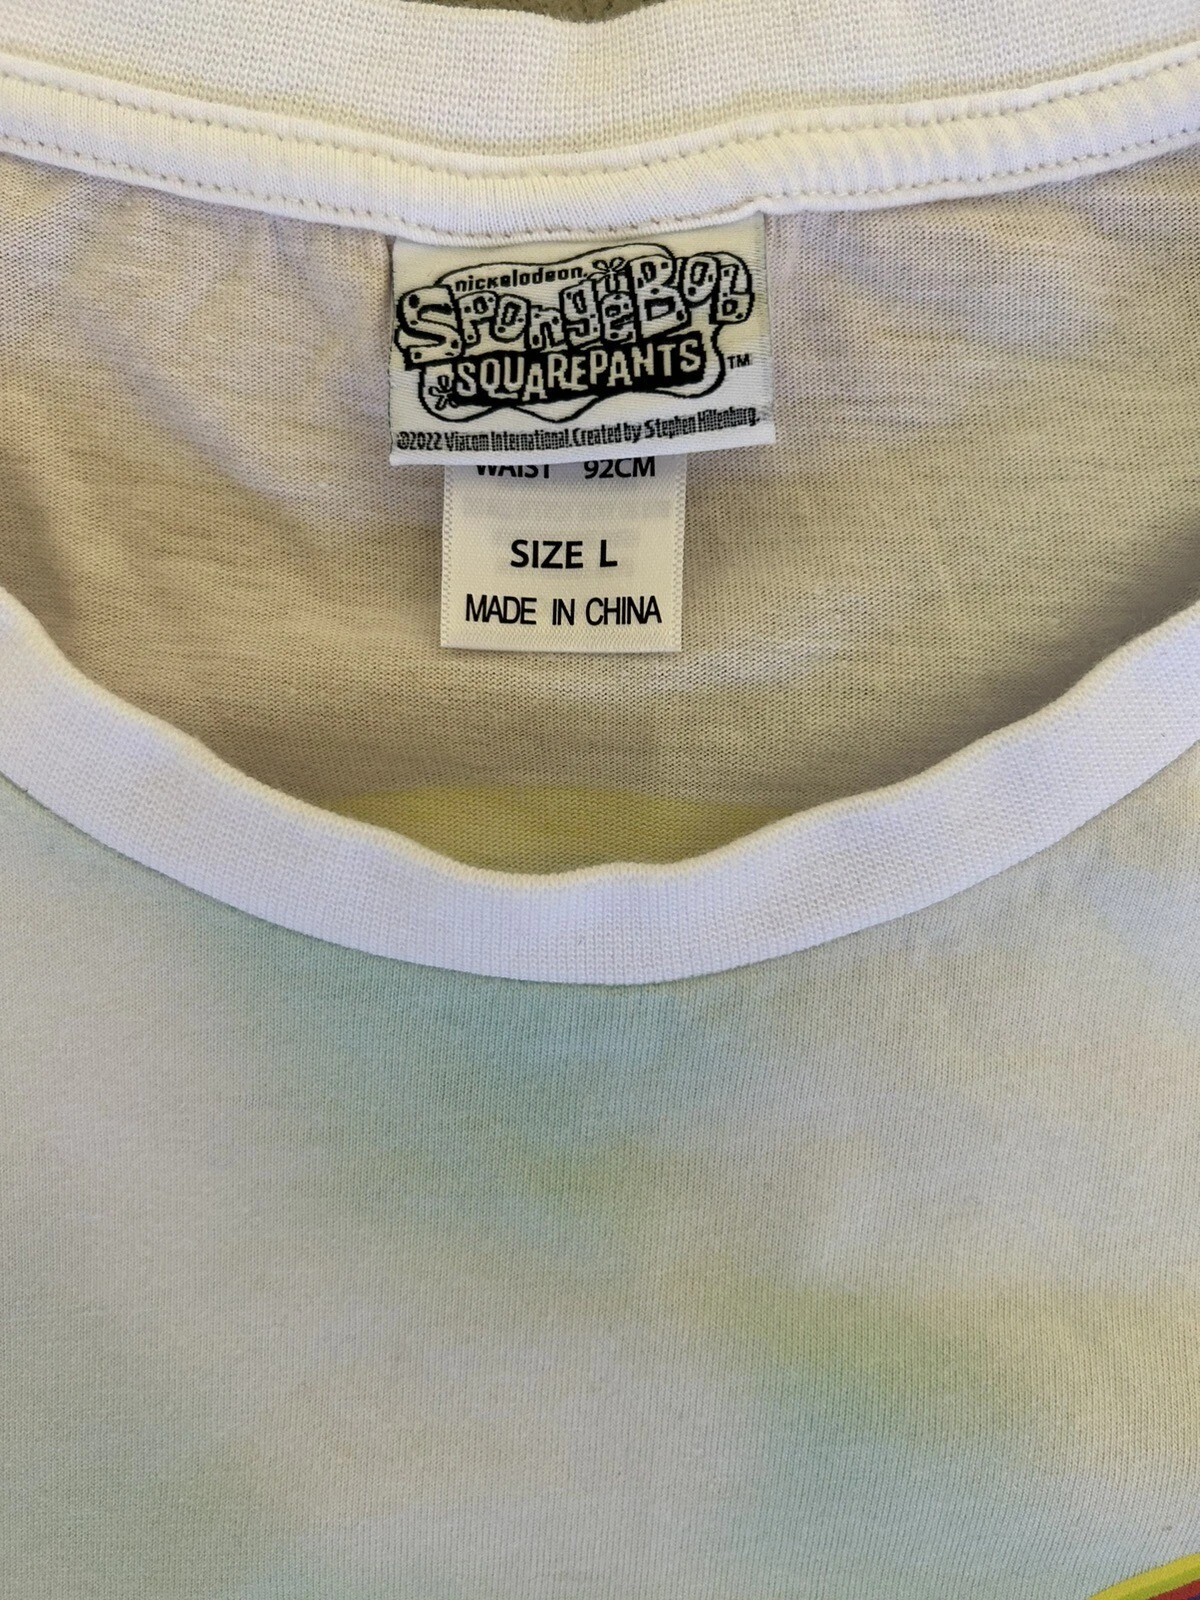 nickelodeon
SPongeBoB
SQUAREPANTS ™
©2022 Viacom International. Created by Stephen Hillenburg.
WAIST 92CM
SIZE L
MADE IN CHINA